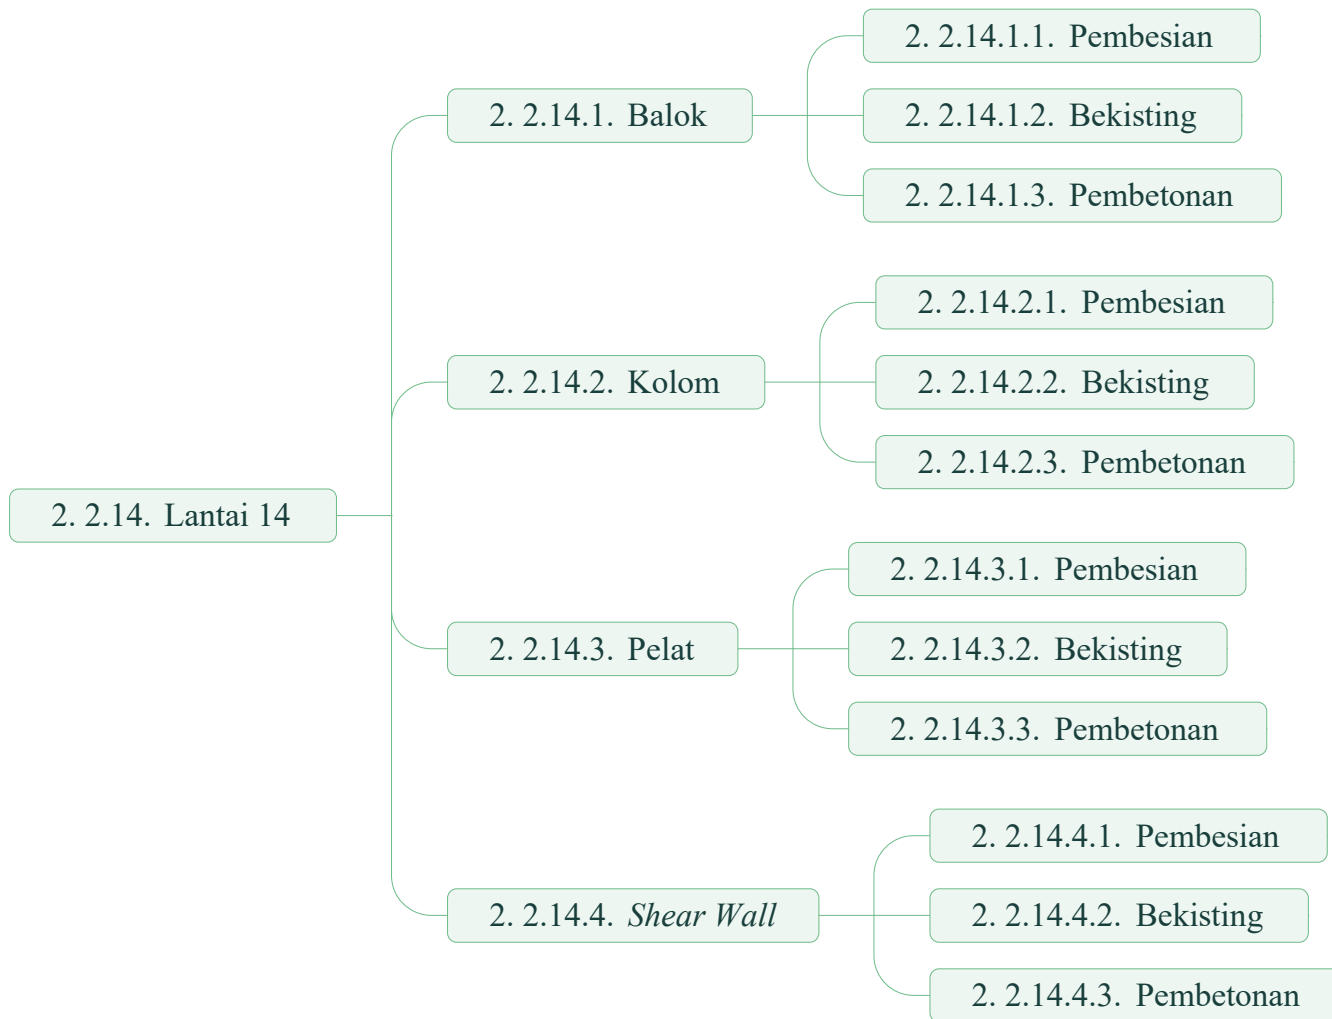 2. 2.14. Lantai 14
2. 2.14.1. Balok
2. 2.14.1.1. Pembesian
2. 2.14.1.2. Bekisting
2. 2.14.1.3. Pembetonan
2. 2.14.2. Kolom
2. 2.14.2.1. Pembesian
2. 2.14.2.2. Bekisting
2. 2.14.2.3. Pembetonan
2. 2.14.3. Pelat
2. 2.14.3.1. Pembesian
2. 2.14.3.2. Bekisting
2. 2.14.3.3. Pembetonan
2. 2.14.4. Shear Wall
2. 2.14.4.1. Pembesian
2. 2.14.4.2. Bekisting
2. 2.14.4.3. Pembetonan